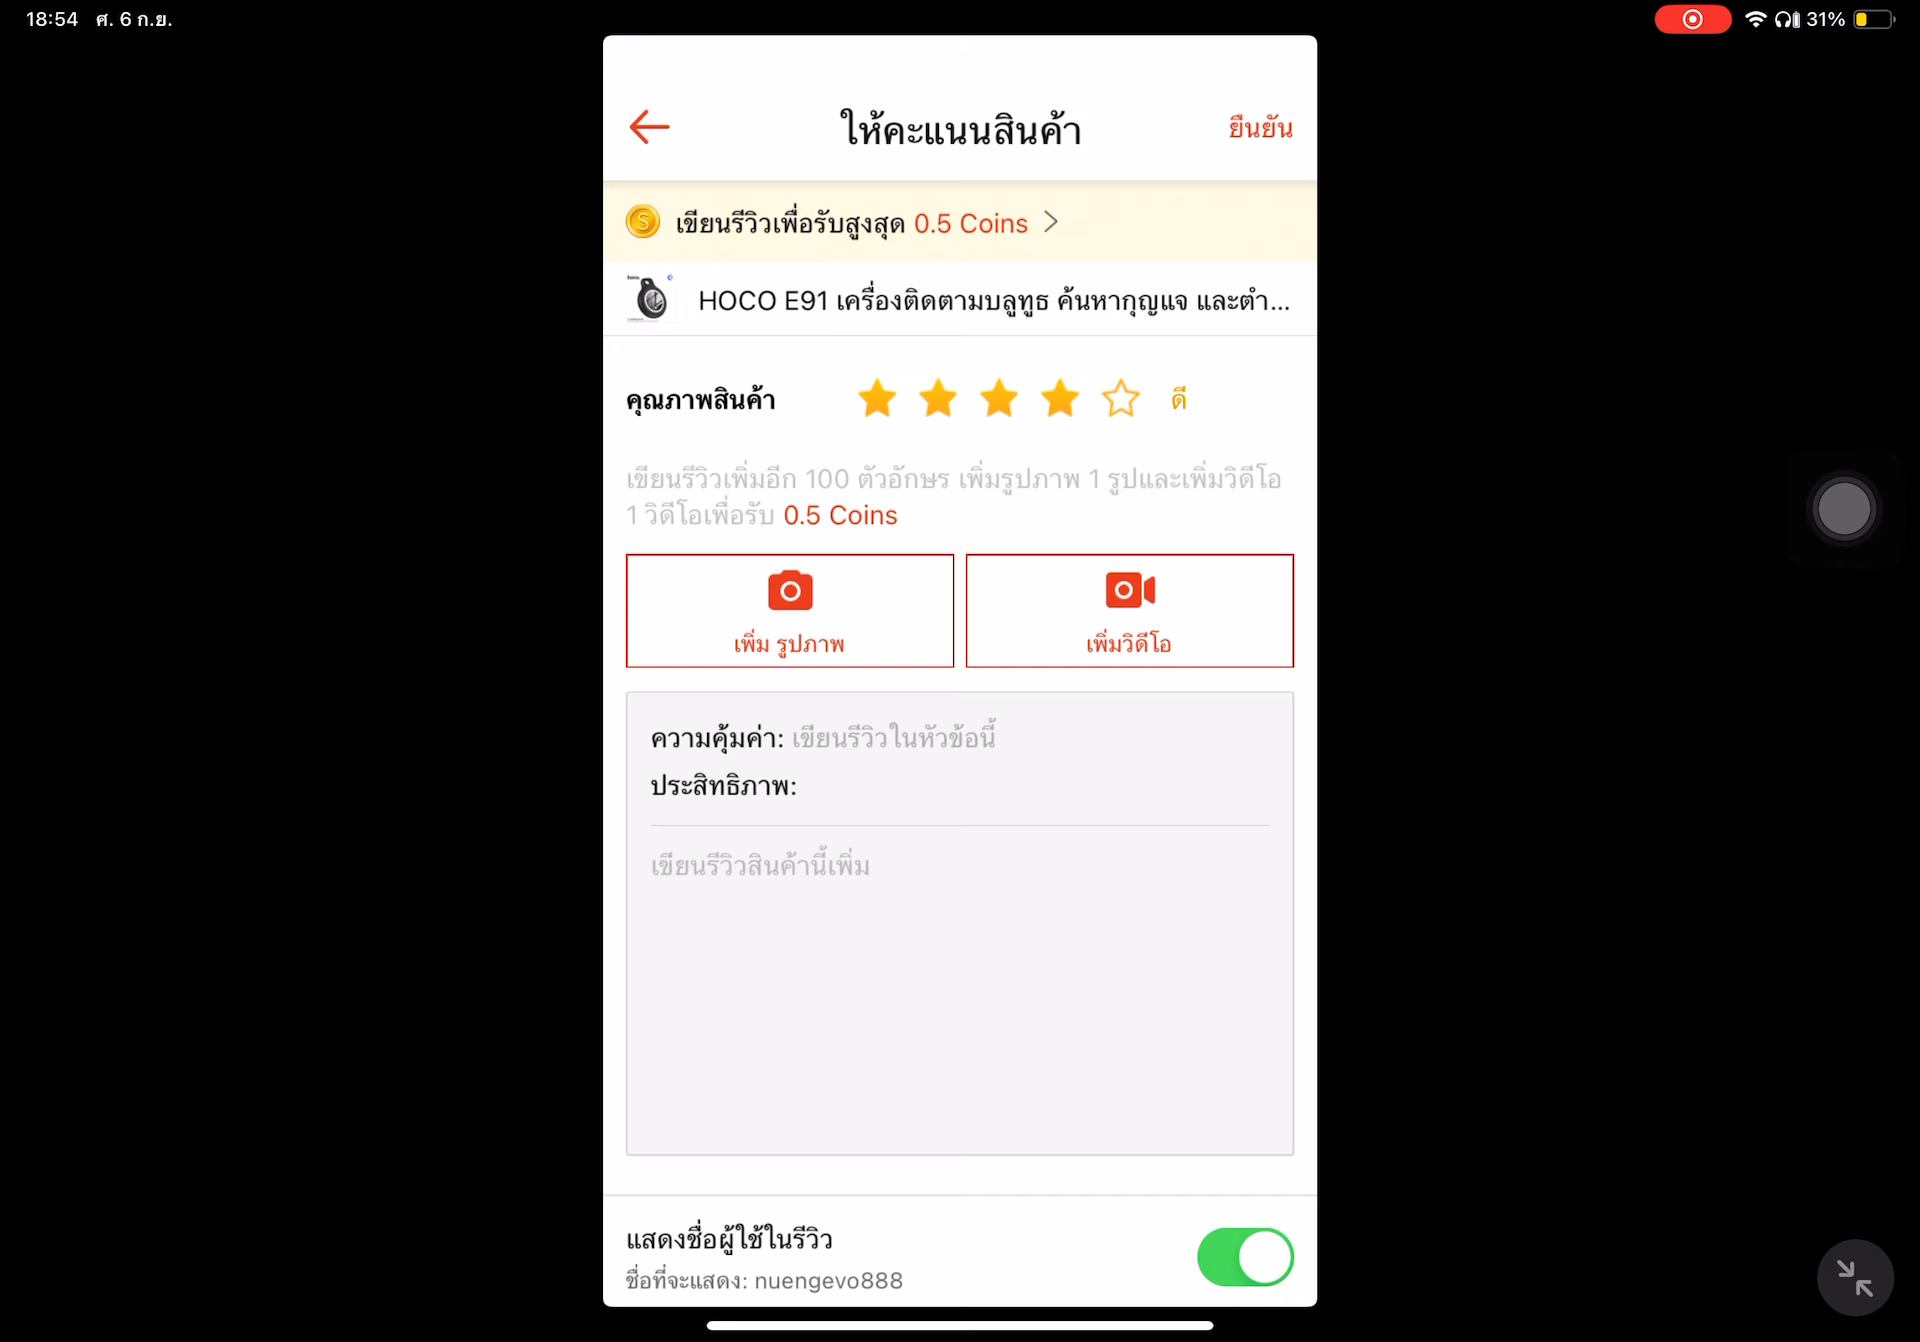 18:54 ศ. 6 ก.ย.
31%
ให้คะแนนสินค้า
ยืนยัน
เขียนรีวิวเพื่อรับสูงสุด 0.5 Coins
HOCO E91 เครื่องติดตามบลูทูธ ค้นหากุญแจ และตำ...
คุณภาพสินค้า
ดี
เขียนรีวิวเพิ่มอีก 100 ตัวอักษร เพิ่มรูปภาพ 1 รูปและเพิ่มวิดีโอ
1 วิดีโอเพื่อรับ 0.5 Coins
เพิ่ม รูปภาพ
เพิ่มวิดีโอ
ความคุ้มค่า: เขียนรีวิวในหัวข้อนี้
ประสิทธิภาพ:
เขียนรีวิวสินค้านี้เพิ่ม
แสดงชื่อผู้ใช้ในรีวิว
ชื่อที่จะแสดง: nuengevo888